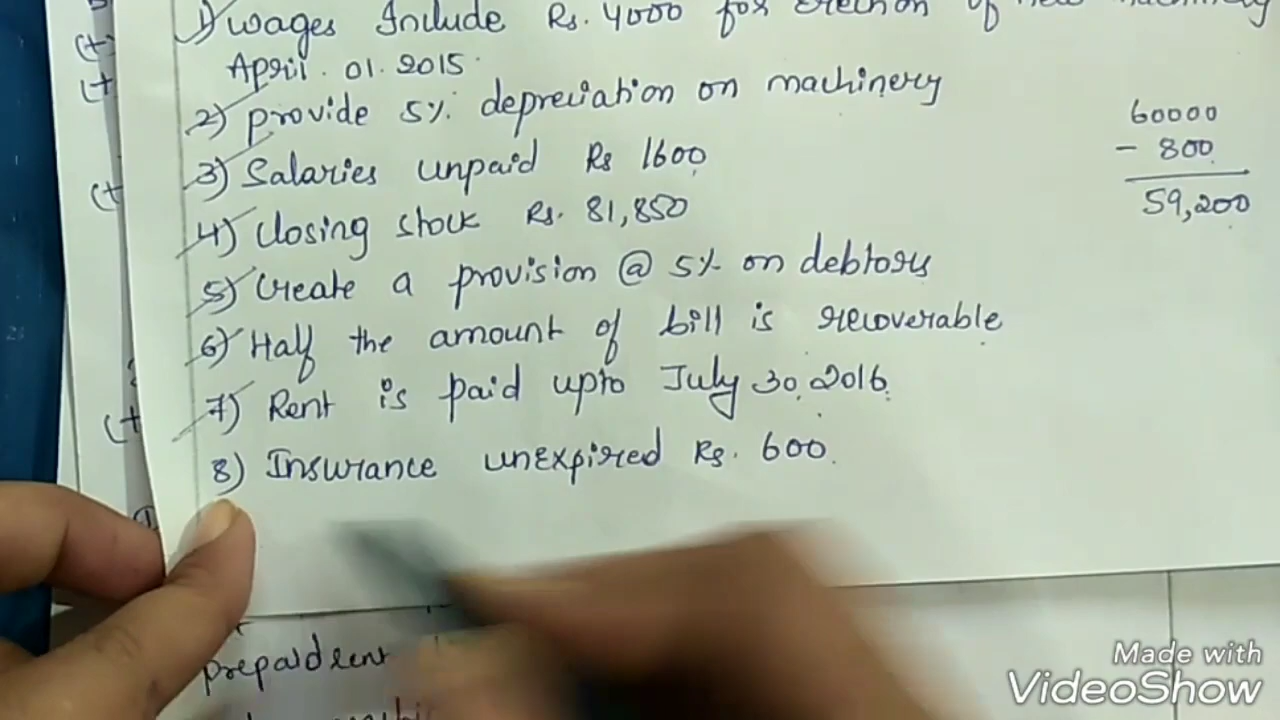 1) Wages Include Rs. 4000 for erection of new machinery
April. 01. 2015.
2) provide 5% depreciation on machinery
3) Salaries unpaid Rs 1600
4) Closing stock Rs. 81,850
5) Create a provision @ 5% on debtors
6) Half the amount of bill is recoverable
7) Rent is paid upto July 30, 2016.
8) Insurance unexpired Rs. 600.
60000
- 800
59,200
(+)
(+
(+
(+
prepaid rent
Made with
VideoShow